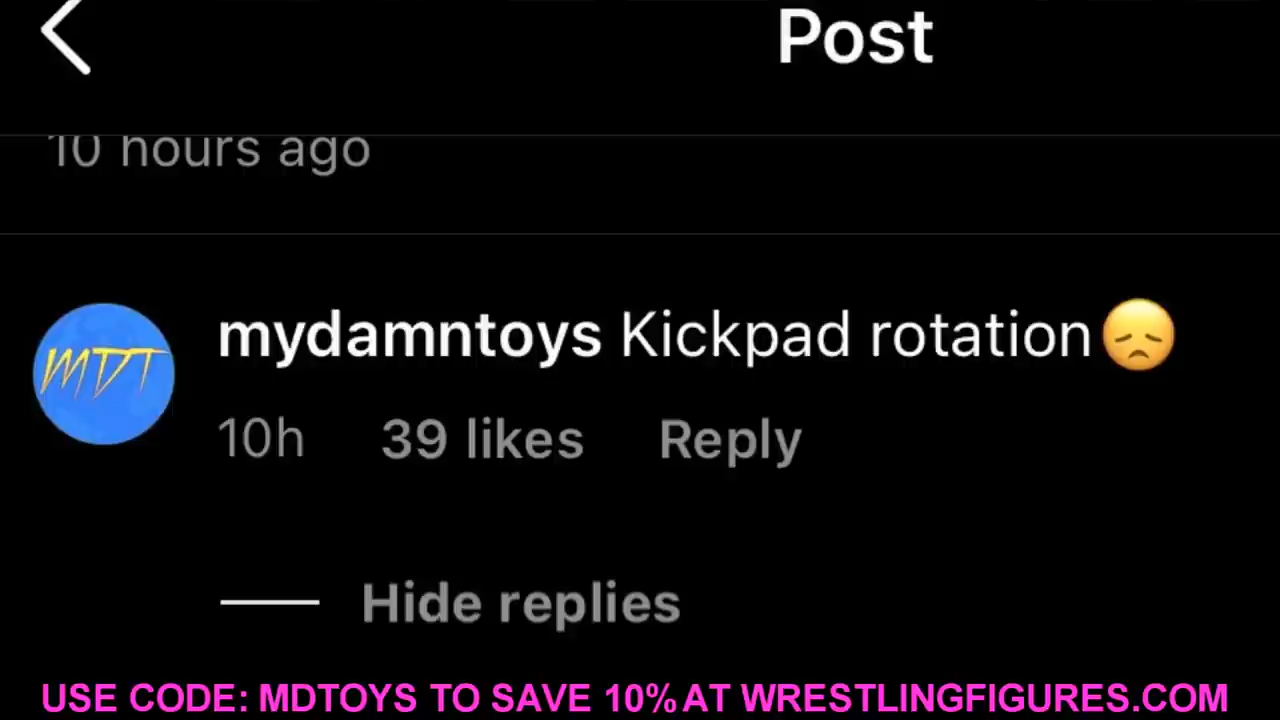 Post
10 hours ago
MDT
mydamntoys Kickpad rotation😞
10h 39 likes Reply
Hide replies
USE CODE: MDTOYS TO SAVE 10% AT WRESTLINGFIGURES.COM